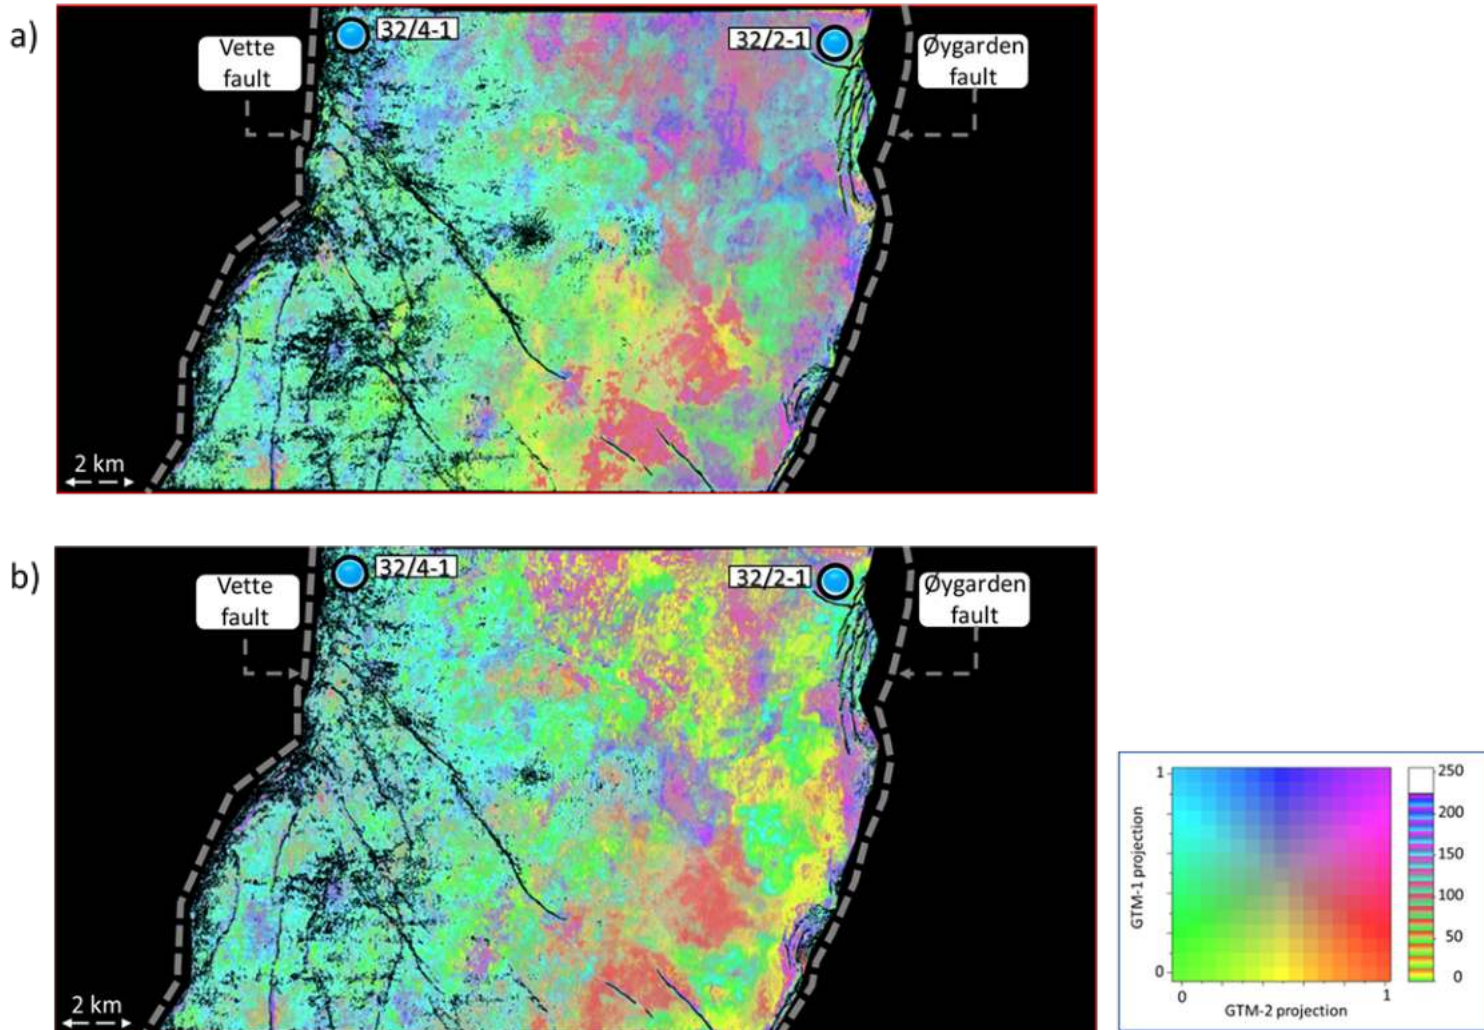 a)
32/4-1
32/2-1
Vette
fault
Øygarden
fault
2 km
b)
32/4-1
32/2-1
Vette
fault
Øygarden
fault
2 km
1
0
GTM-1 projection
0
1
GTM-2 projection
250
200
150
100
50
0